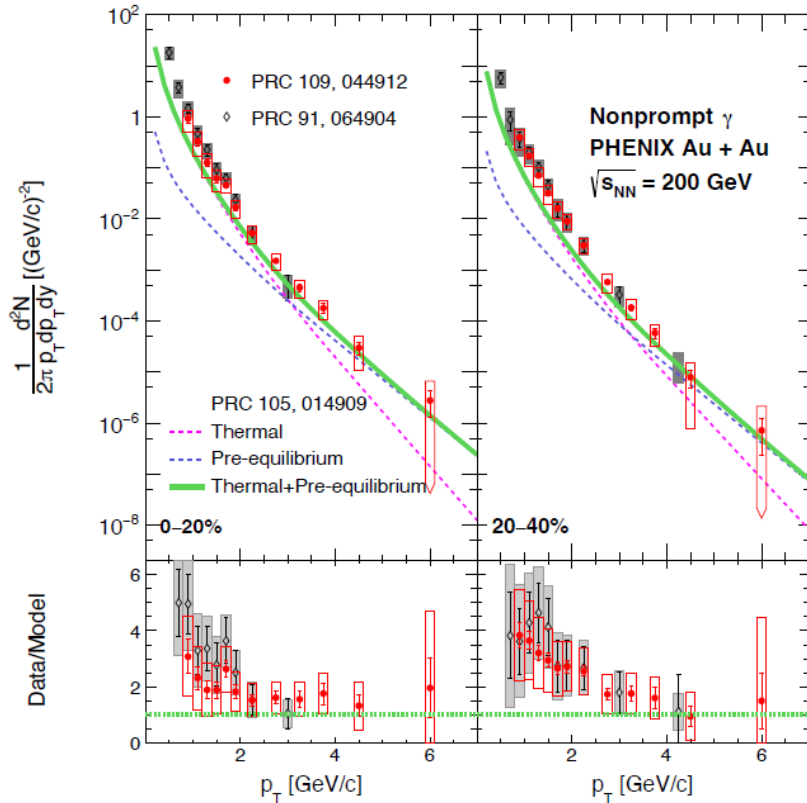 10²
1
10⁻²
10⁻⁴
10⁻⁶
10⁻⁸
1/2π d²N/p_T dp_T dy [(GeV/c)⁻²]
PRC 109, 044912
PRC 91, 064904
PRC 105, 014909
Thermal
Pre-equilibrium
Thermal+Pre-equilibrium
0–20%
Nonprompt γ
PHENIX Au + Au
√s_NN = 200 GeV
20–40%
Data/Model
6
4
2
0
2
4
6
2
4
6
p_T [GeV/c]
p_T [GeV/c]